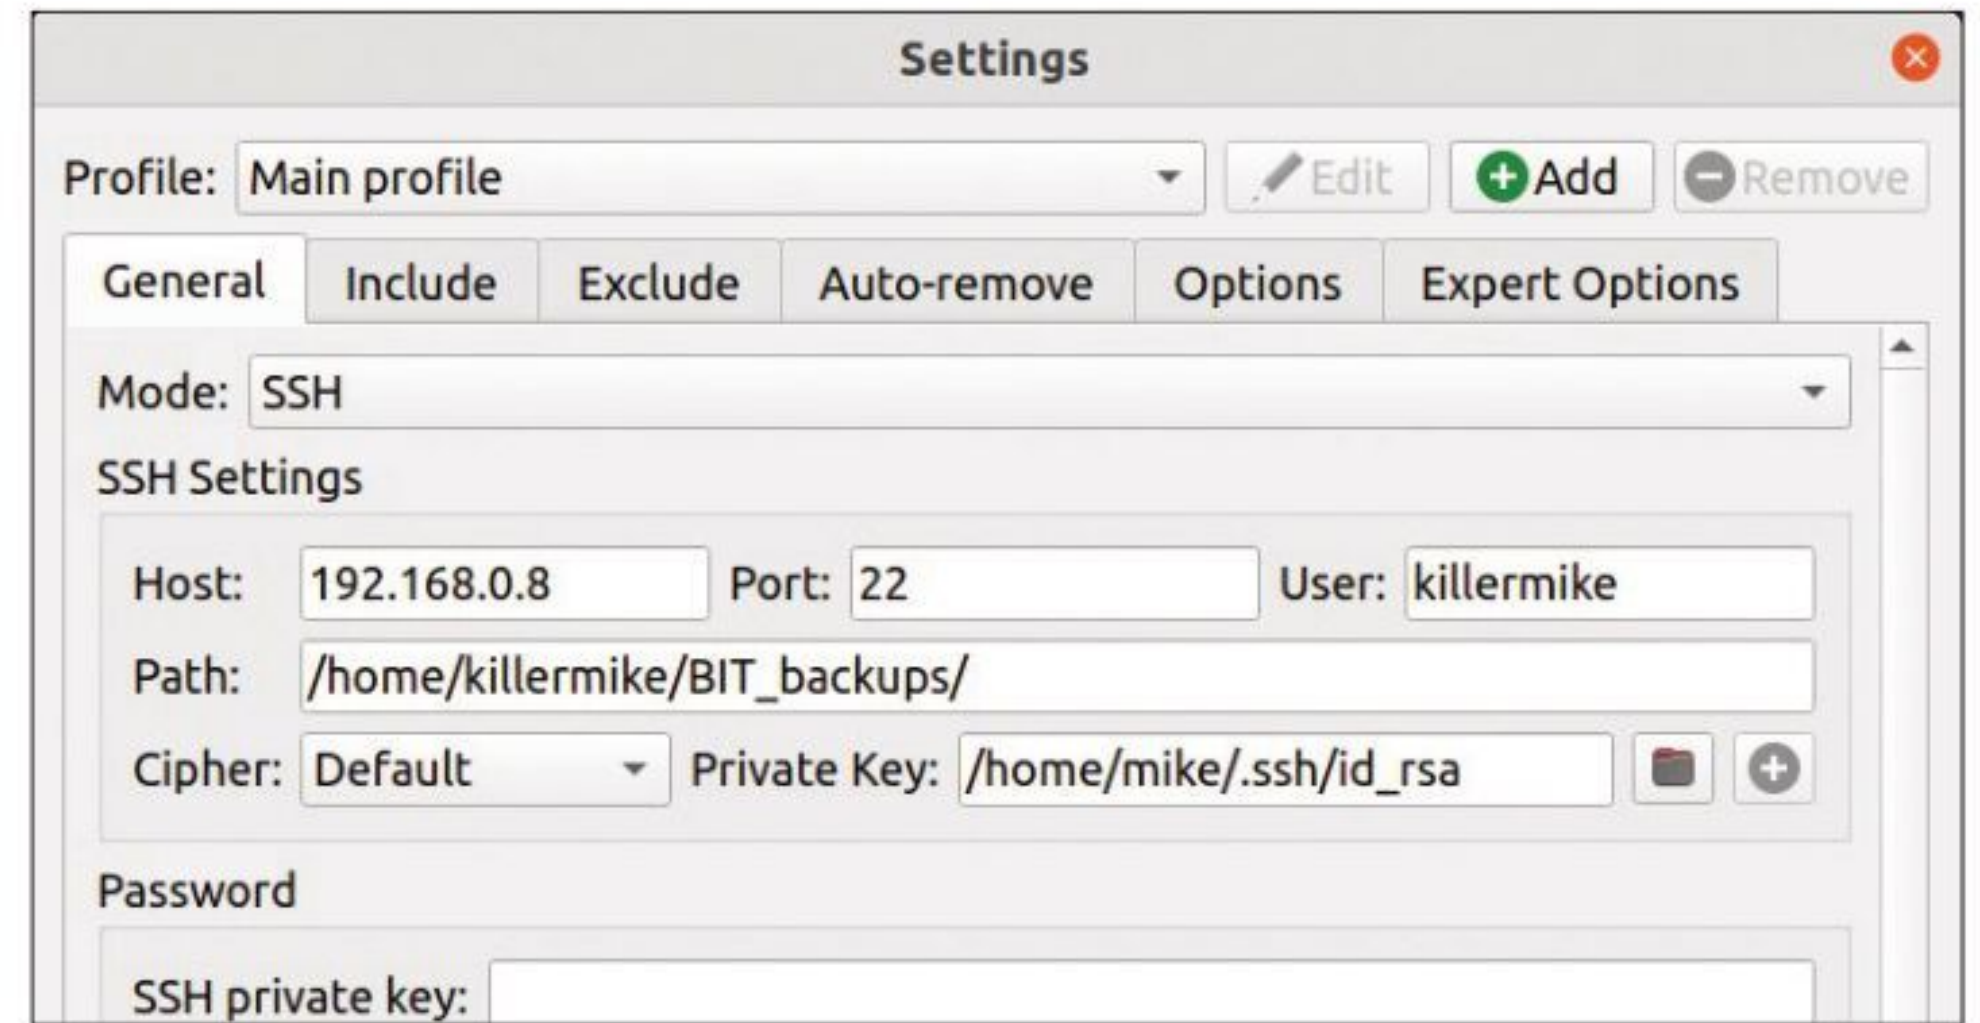 Settings
Profile: Main profile Edit Add Remove
General Include Exclude Auto-remove Options Expert Options
Mode: SSH
SSH Settings
Host: 192.168.0.8 Port: 22 User: killermike
Path: /home/killermike/BIT_backups/
Cipher: Default Private Key: /home/mike/.ssh/id_rsa
Password
SSH private key: